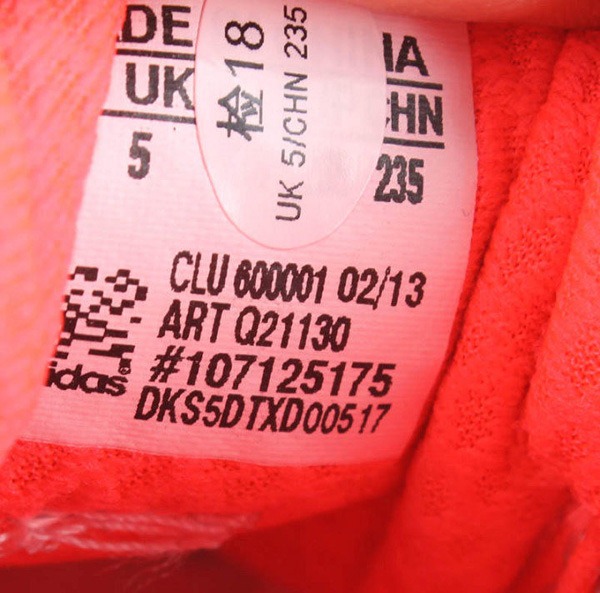 DE IA
UK HN
5 235
检18
UK 5/CHN 235
CLU 600001 02/13
ART Q21130
#107125175
DKS5DTXD00517
idas®